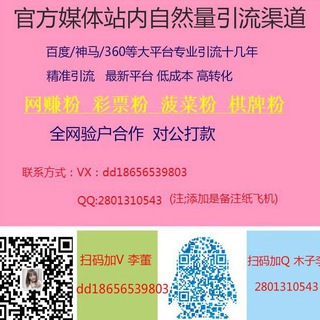 官方媒体站内自然量引流渠道
百度/神马/360等大平台专业引流十几年
精准引流 最新平台 低成本 高转化
网赚粉 彩票粉 菠菜粉 棋牌粉
全网验户合作 对公打款
联系方式：VX：dd18656539803
QQ:2801310543 (注;添加是备注纸飞机)
扫码加V 李蕾
dd18656539803
扫码加Q 木子李
2801310543